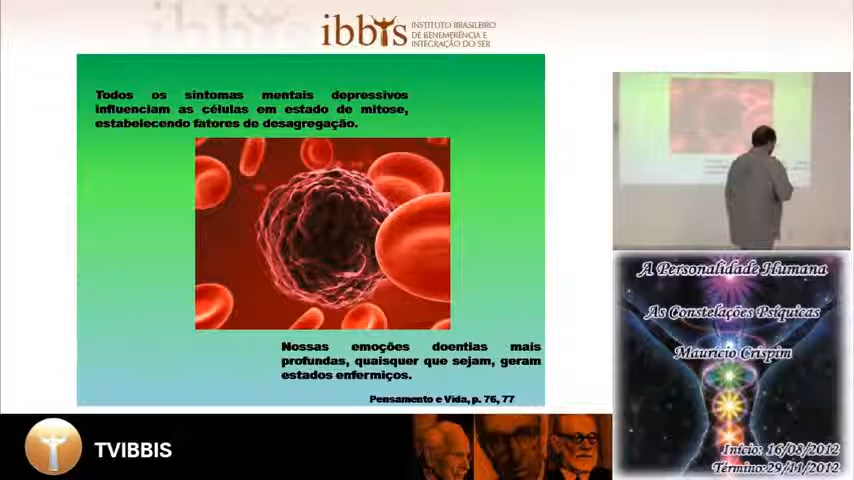 ibbis
INSTITUTO BRASILEIRO
DE BENEMERÊNCIA E
INTEGRAÇÃO DO SER
Todos os sintomas mentais depressivos
influenciam as células em estado de mitose,
estabelecendo fatores de desagregação.
Nossas emoções doentias mais
profundas, quaisquer que sejam, geram
estados enfermiços.
Pensamento e Vida, p. 76, 77
A Personalidade Humana
As Constelações Psíquicas
Maurício Crispim
Início: 16/08/2012
Término:29/11/2012
TVIBBIS